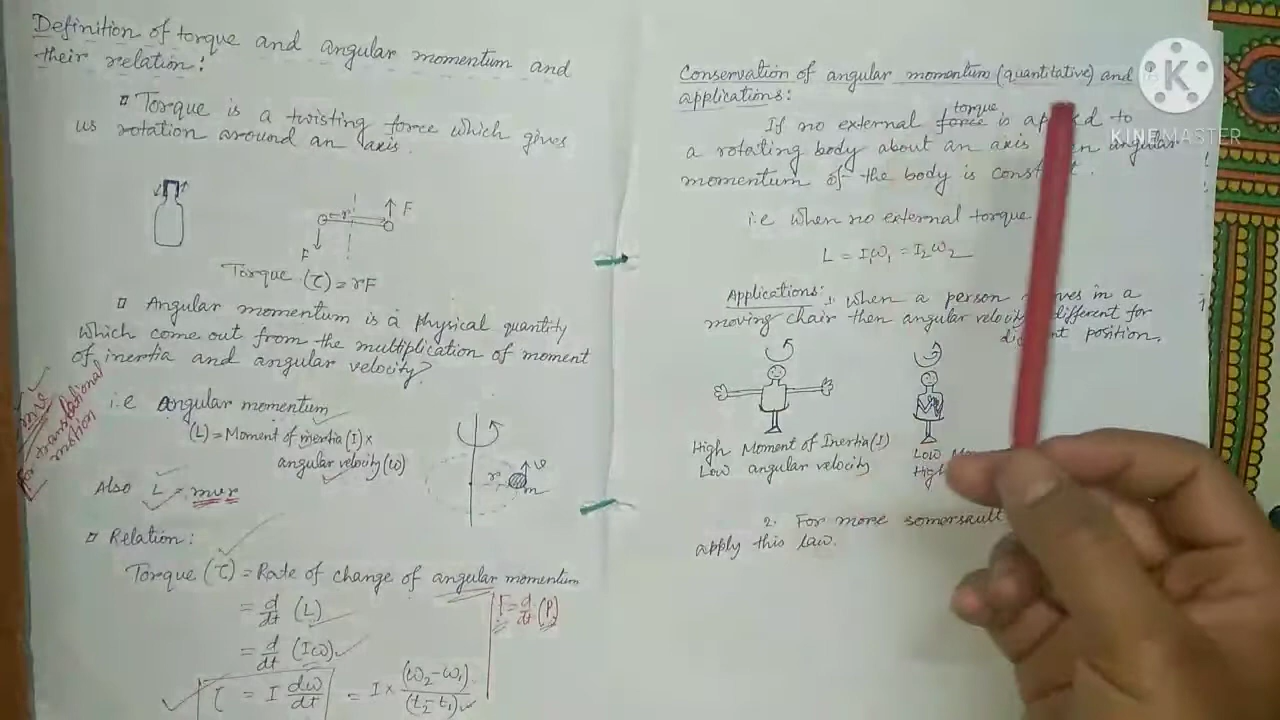 Definition of torque and angular momentum and
their relation:
Torque is a twisting force which gives
us rotation around an axis.
F
r
F
Torque (τ) = rF
Angular momentum is a physical quantity
which come out from the multiplication of moment
of inertia and angular velocity?
i.e angular momentum
(L) = Moment of inertia (I) x
angular velocity (ω)
Also L = mvr
mv
for translational
motion
v
r
m
Relation:
Torque (τ) = Rate of change of angular momentum
= d/dt (L)
= d/dt (Iω)
τ = I dω/dt = I x (ω2-ω1)/(t2-t1)
F = d/dt (P)
Conservation of angular momentum (quantitative) and
applications:
torque
If no external force is to
a rotating body about an axis angular
momentum of the body is
i.e when no external torque
L = I1ω1 = I2ω2
Applications: 1. when a person in a
moving chair then angular velocity different for
position.
High Moment of Inertia (I)
Low angular velocity
Low
High
2. For more somersault
apply this law.
K
KINEMASTER